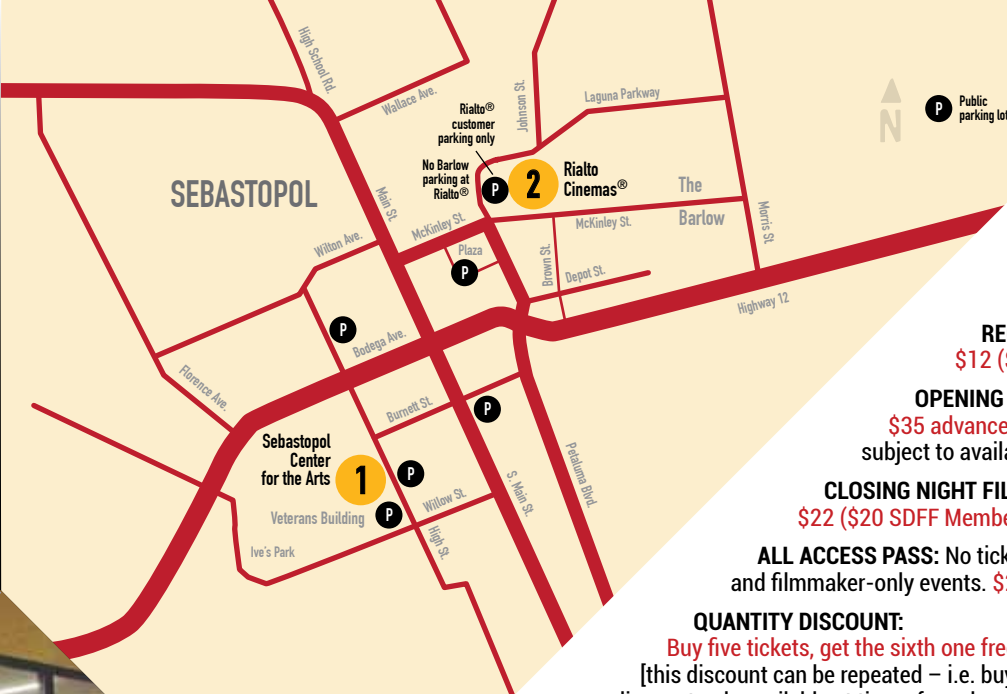 High School Rd.
Wallace Ave.
Johnson St.
Laguna Parkway
N
P
Public
parking lot
Rialto®
customer
parking only
No Barlow
parking at
Rialto®
P
2
Rialto
Cinemas®
SEBASTOPOL
Main St.
The
Barlow
McKinley St.
McKinley St.
Morris St.
Wilton Ave.
Plaza
P
Brown St.
Depot St.
Highway 12
P
Bodega Ave.
Florence Ave.
Burnett St.
P
Sebastopol
Center
for the Arts
1
P
Petaluma Blvd.
S. Main St.
Willow St.
Veterans Building
P
High St.
Ive's Park
RE
$12 ($
OPENING
$35 advance
subject to availa
CLOSING NIGHT FIL
$22 ($20 SDFF Membe
ALL ACCESS PASS: No tick
and filmmaker-only events. $
QUANTITY DISCOUNT:
Buy five tickets, get the sixth one fre
[this discount can be repeated – i.e. buy